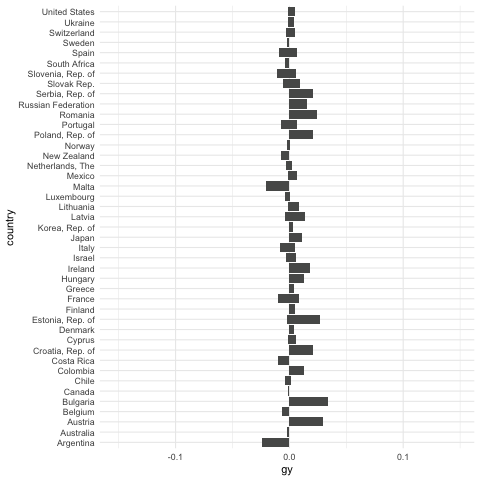 United States
Ukraine
Switzerland
Sweden
Spain
South Africa
Slovenia, Rep. of
Slovak Rep.
Serbia, Rep. of
Russian Federation
Romania
Portugal
Poland, Rep. of
Norway
New Zealand
Netherlands, The
Mexico
Malta
Luxembourg
Lithuania
Latvia
Korea, Rep. of
Japan
Italy
Israel
Ireland
Hungary
Greece
France
Finland
Estonia, Rep. of
Denmark
Cyprus
Croatia, Rep. of
Costa Rica
Colombia
Chile
Canada
Bulgaria
Belgium
Austria
Australia
Argentina
country
-0.1 0.0 0.1
gy